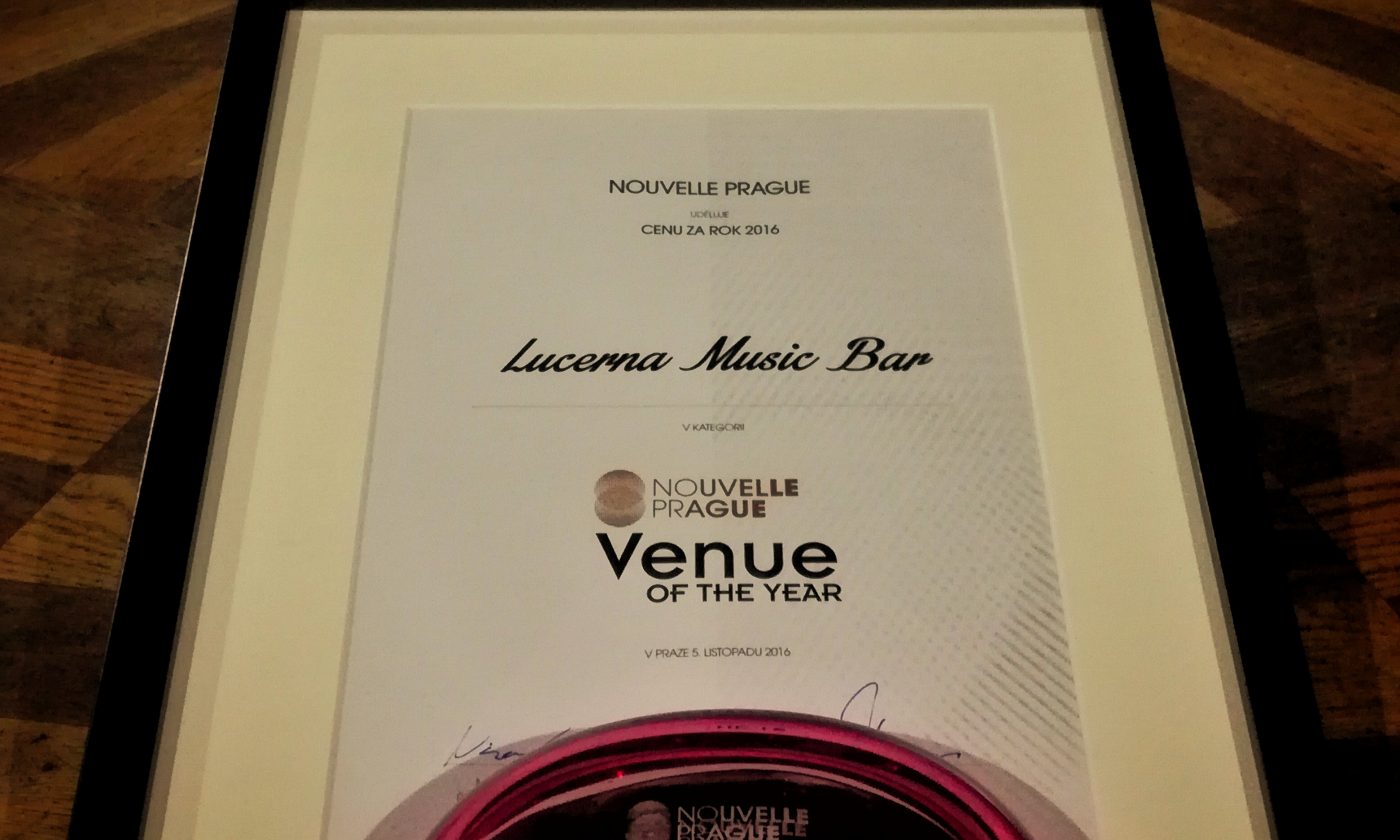 NOUVELLE PRAGUE
UDĚLUJE
CENU ZA ROK 2016
Lucerna Music Bar
V KATEGORII
NOUVELLE
PRAGUE
Venue
OF THE YEAR
V PRAZE 5. LISTOPADU 2016
NOUVELLE
PRAGUE